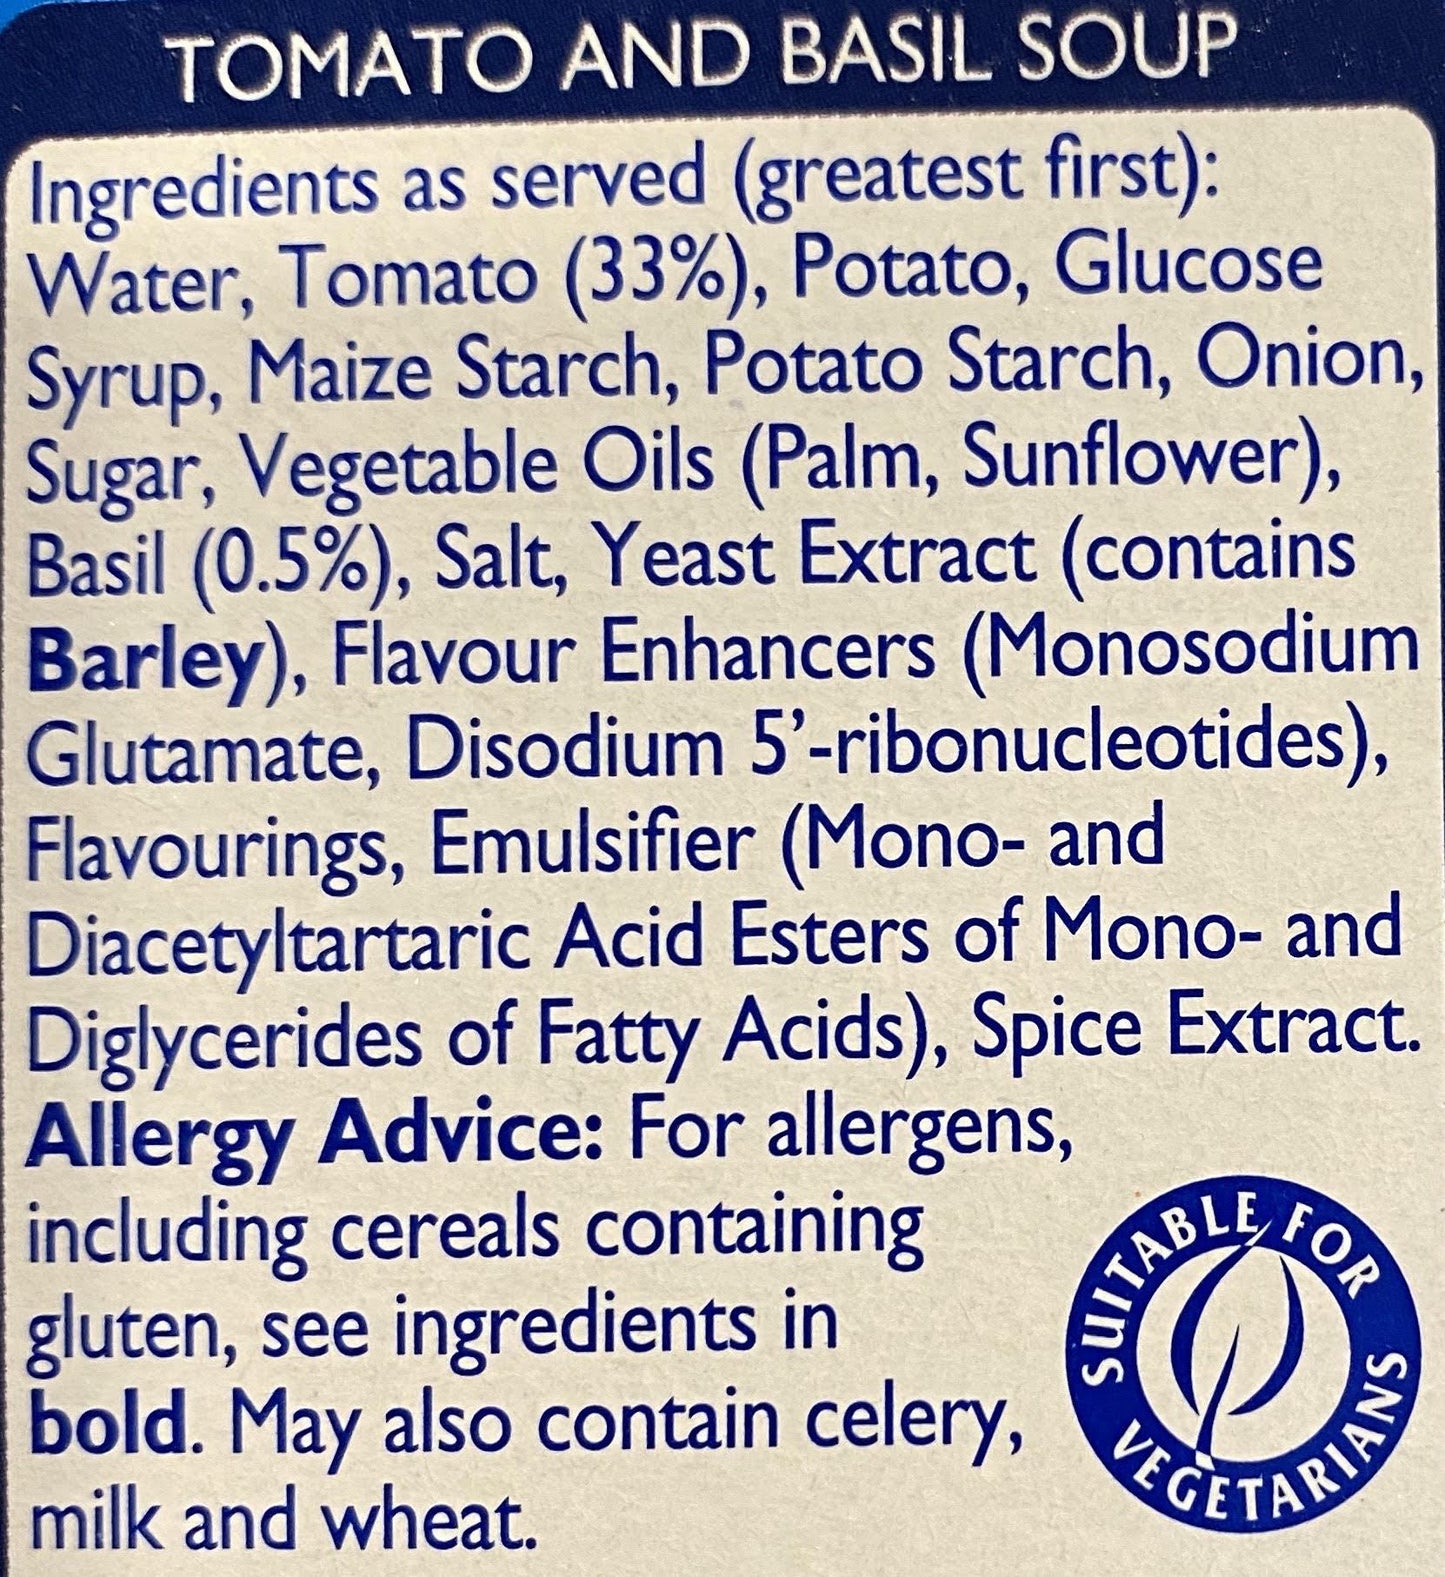 TOMATO AND BASIL SOUP
Ingredients as served (greatest first):
Water, Tomato (33%), Potato, Glucose
Syrup, Maize Starch, Potato Starch, Onion,
Sugar, Vegetable Oils (Palm, Sunflower),
Basil (0.5%), Salt, Yeast Extract (contains
Barley), Flavour Enhancers (Monosodium
Glutamate, Disodium 5’-ribonucleotides),
Flavourings, Emulsifier (Mono- and
Diacetyltartaric Acid Esters of Mono- and
Diglycerides of Fatty Acids), Spice Extract.
Allergy Advice: For allergens,
including cereals containing
gluten, see ingredients in
bold. May also contain celery,
milk and wheat.
SUITABLE FOR
VEGETARIANS